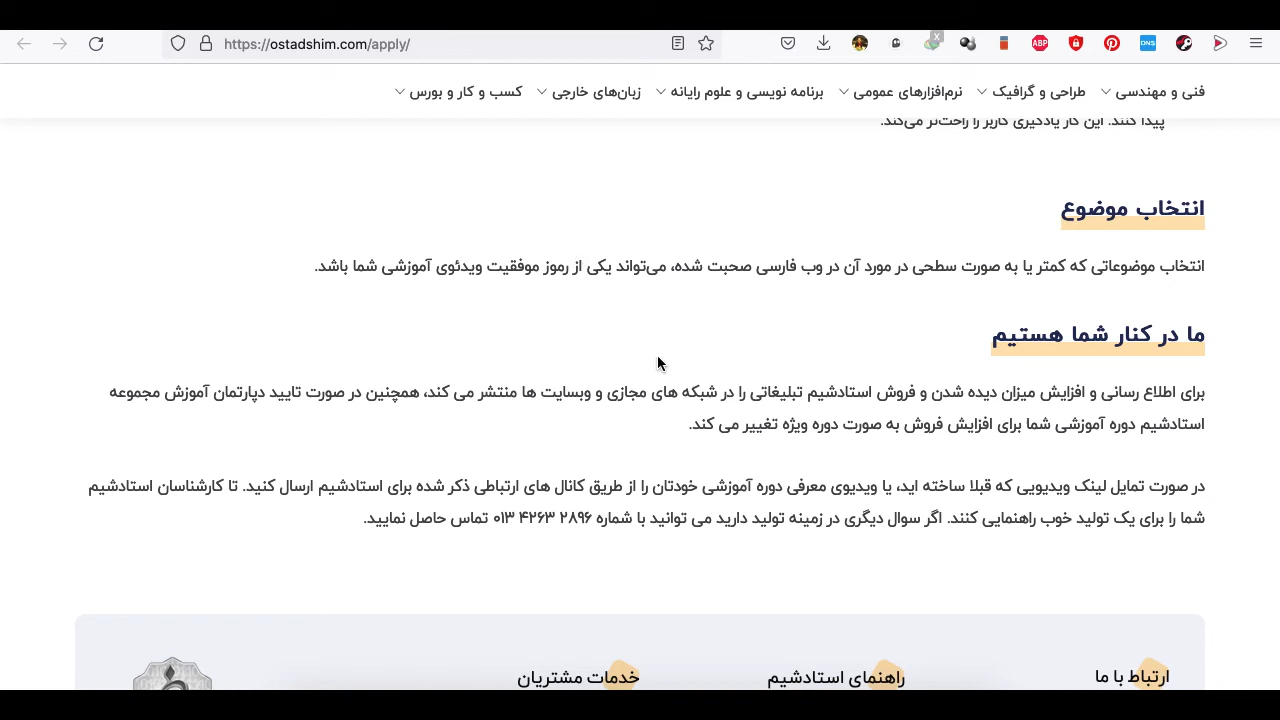 https://ostadshim.com/apply/
فنی و مهندسی طراحی و گرافیک نرم‌افزارهای عمومی برنامه نویسی و علوم رایانه زبان‌های خارجی کسب و کار و بورس
پیدا کنند. این کار یادگیری کاربر را راحت‌تر می‌کند.
انتخاب موضوع
انتخاب موضوعاتی که کمتر یا به صورت سطحی در مورد آن در وب فارسی صحبت شده، می‌تواند یکی از رموز موفقیت ویدئوی آموزشی شما باشد.
ما در کنار شما هستیم
برای اطلاع رسانی و افزایش میزان دیده شدن و فروش استادشیم تبلیغاتی را در شبکه های مجازی و وبسایت ها منتشر می کند، همچنین در صورت تایید دپارتمان آموزش مجموعه
استادشیم دوره آموزشی شما برای افزایش فروش به صورت دوره ویژه تغییر می کند.
در صورت تمایل لینک ویدیویی که قبلا ساخته اید، یا ویدیوی معرفی دوره آموزشی خودتان را از طریق کانال های ارتباطی ذکر شده برای استادشیم ارسال کنید. تا کارشناسان استادشیم
شما را برای یک تولید خوب راهنمایی کنند. اگر سوال دیگری در زمینه تولید دارید می توانید با شماره ۲۸۹۶ ۴۲۶۳ ۰۱۳ تماس حاصل نمایید.
ارتباط با ما راهنمای استادشیم خدمات مشتریان
ABP
DNS
X